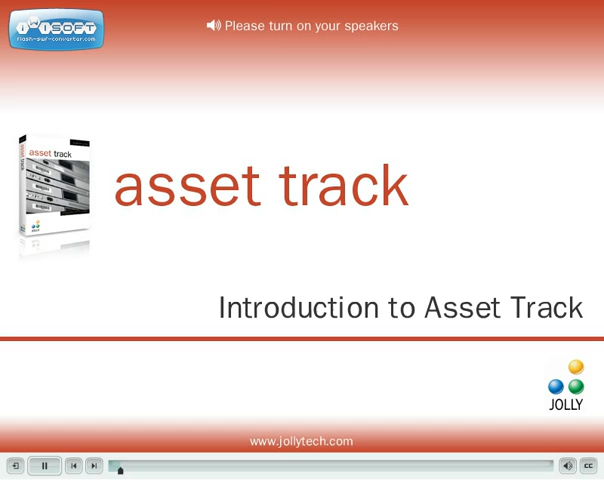 iWiSOFT
flash-swf-converter.com
Please turn on your speakers
asset track
asset track
Introduction to Asset Track
JOLLY
www.jollytech.com
CC